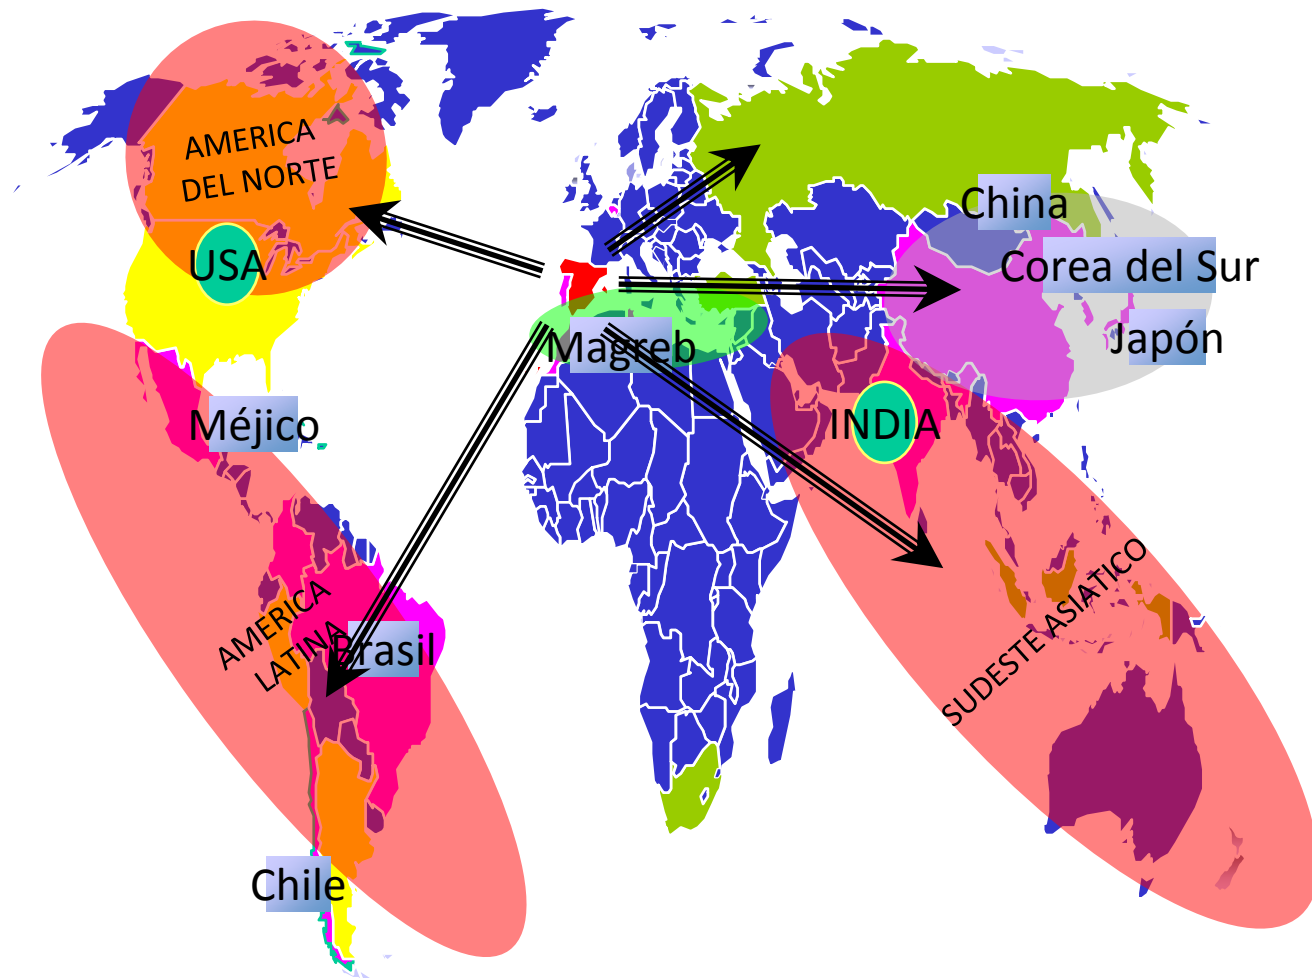 AMERICA
DEL NORTE
USA
China
Corea del Sur
Japón
Magreb
Méjico
INDIA
AMERICA
LATINA
Brasil
SUDESTE ASIATICO
Chile